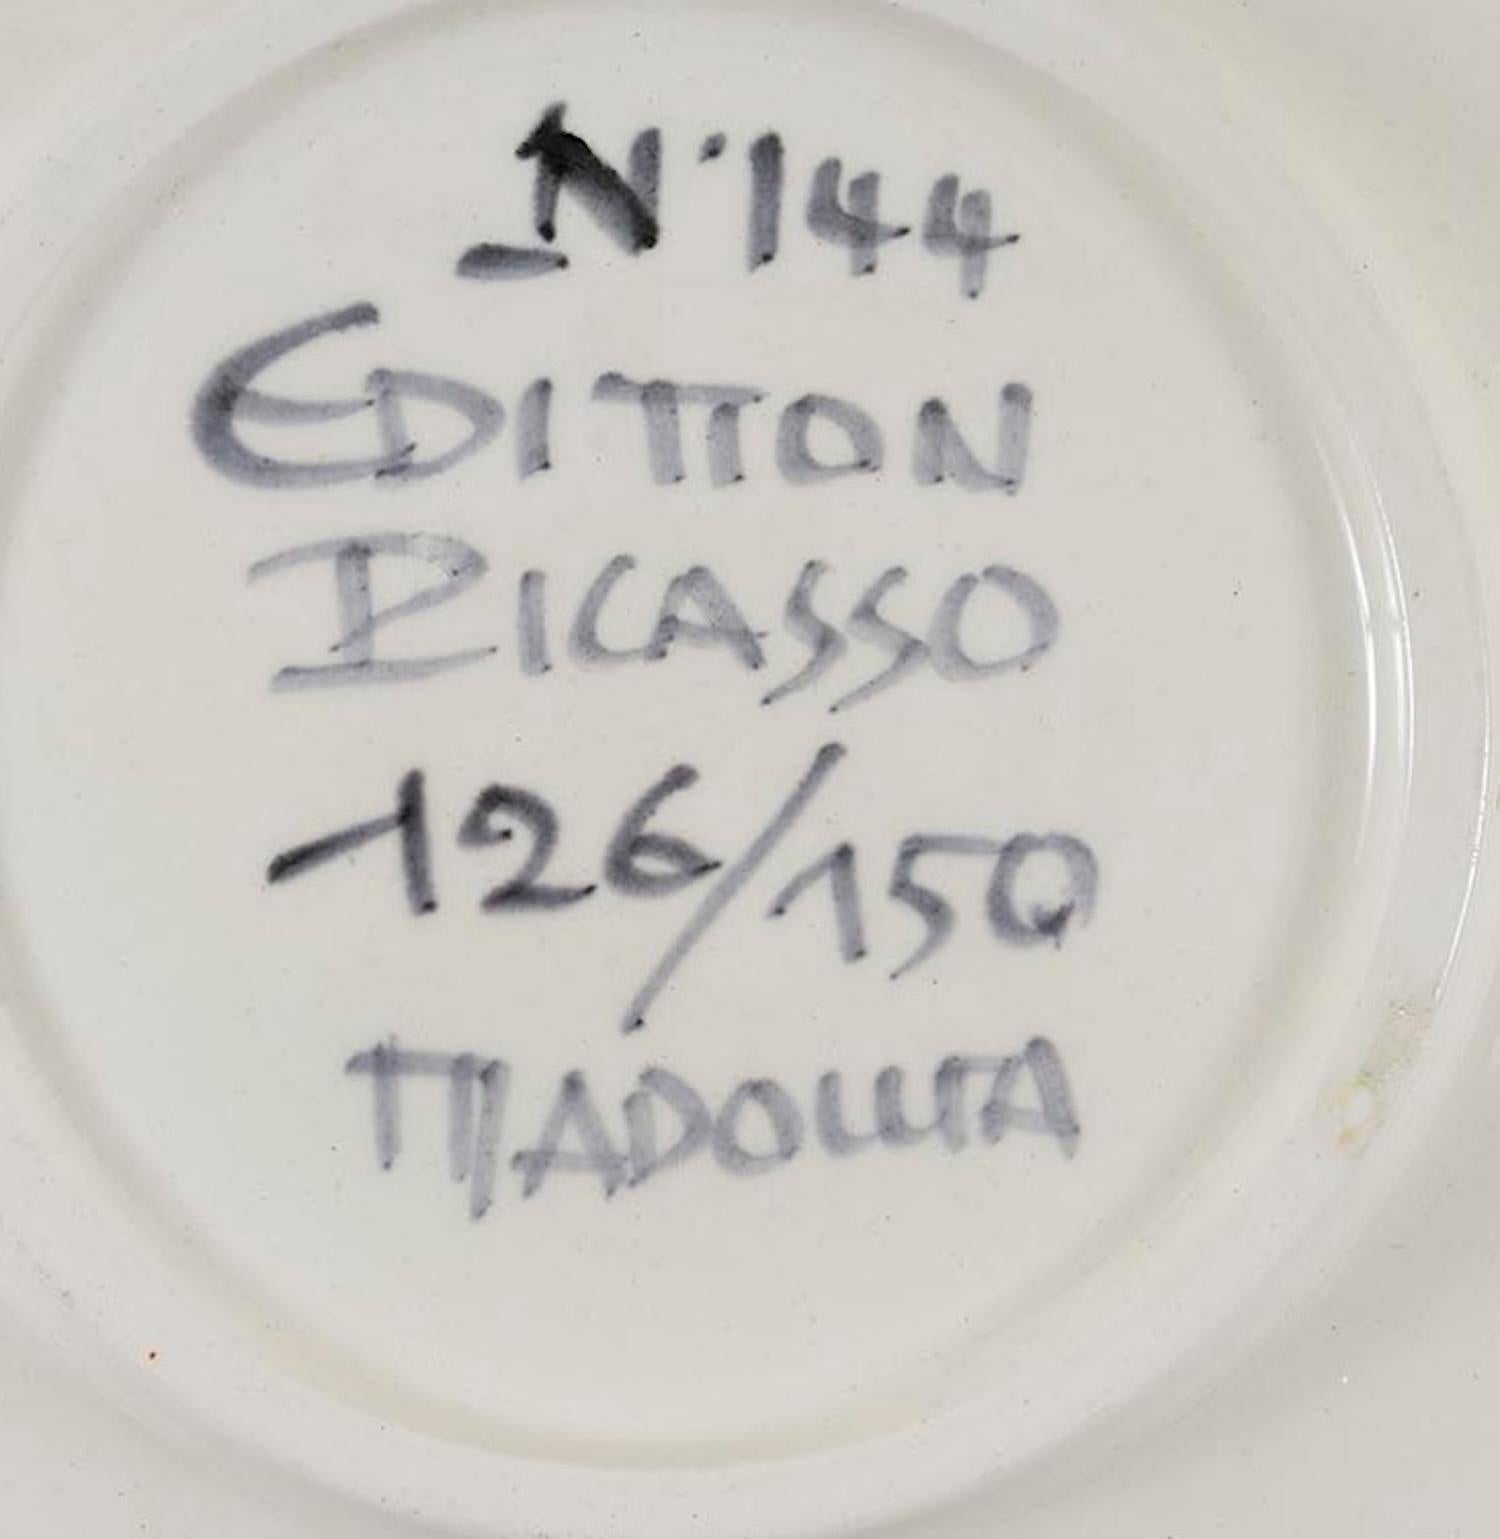 N°144
EDITION
PICASSO
126/150
MADOURA